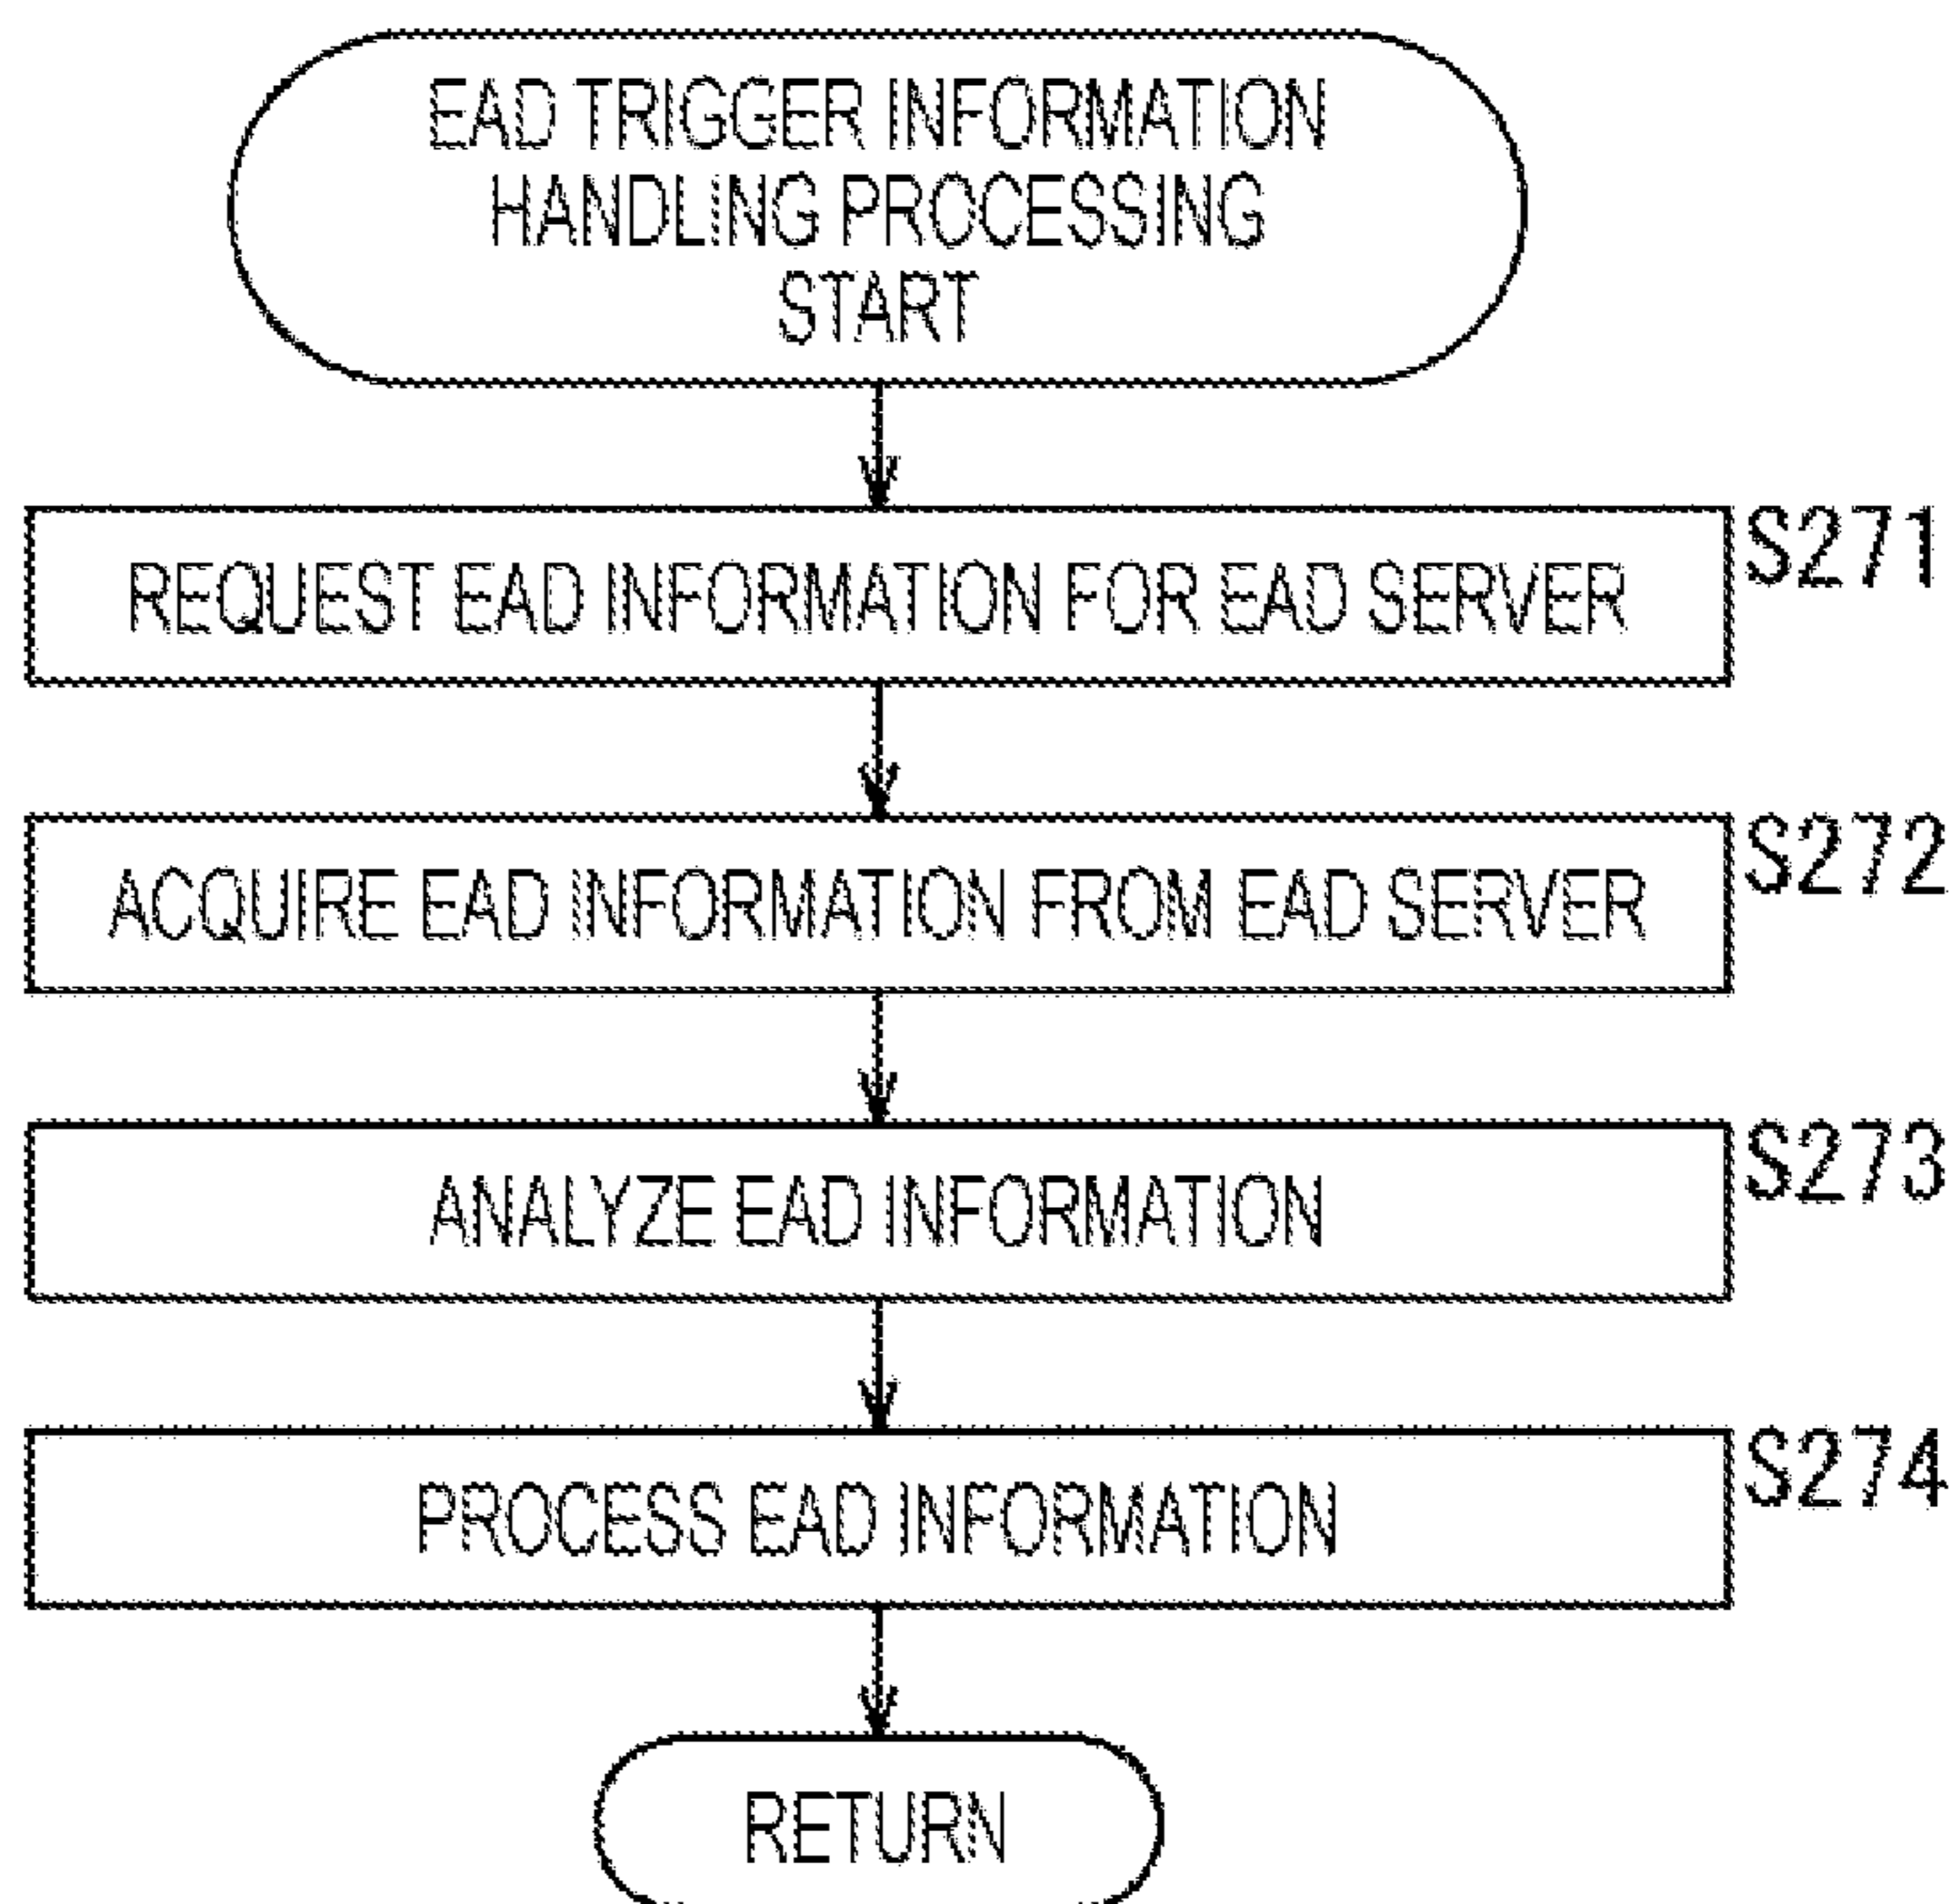 EAD TRIGGER INFORMATION
HANDLING PROCESSING
START
S271
REQUEST EAD INFORMATION FOR EAD SERVER
S272
ACQUIRE EAD INFORMATION FROM EAD SERVER
S273
ANALYZE EAD INFORMATION
S274
PROCESS EAD INFORMATION
RETURN